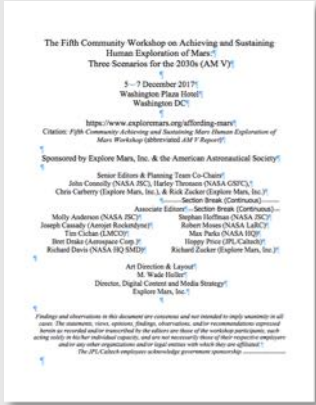 The Fifth Community Workshop on Achieving and Sustaining
Human Exploration of Mars:
Three Scenarios for the 2030s (AM V)
5—7 December 2017
Washington Plaza Hotel
Washington DC
https://www.exploremars.org/affording-mars
Citation: Fifth Community Achieving and Sustaining Mars Human Exploration of
Mars Workshop (abbreviated AM V Report)
Sponsored by Explore Mars, Inc. & the American Astronautical Society
Senior Editors & Planning Team Co-Chairs
John Connolly (NASA JSC), Harley Thronson (NASA GSFC),
Chris Carberry (Explore Mars, Inc.), & Rick Zucker (Explore Mars, Inc.)
Section Break (Continuous)
Associate Editors Section Break (Continuous)
Molly Anderson (NASA JSC) Stephan Hoffman (NASA JSC)
Joseph Cassady (Aerojet Rocketdyne) Robert Moses (NASA LaRC)
Tim Cichan (LMCO) Max Parks (NASA HQ)
Bret Drake (Aerospace Corp.) Hoppy Price (JPL/Caltech)
Richard Davis (NASA HQ SMD) Richard Zucker (Explore Mars, Inc.)
Art Direction & Layout
M. Wade Holler
Director, Digital Content and Media Strategy
Explore Mars, Inc.
Findings and observations in this document are consensus and not intended to imply unanimity in all
cases. The statements, views, opinions, findings, observations, and/or recommendations expressed
herein as recorded and/or transcribed by the editors are those of the workshop participants, each
acting solely in his/her individual capacity, and are not necessarily those of their respective employers
and/or any other organizations and/or legal entities with which they are affiliated.
The JPL/Caltech employees acknowledge government sponsorship